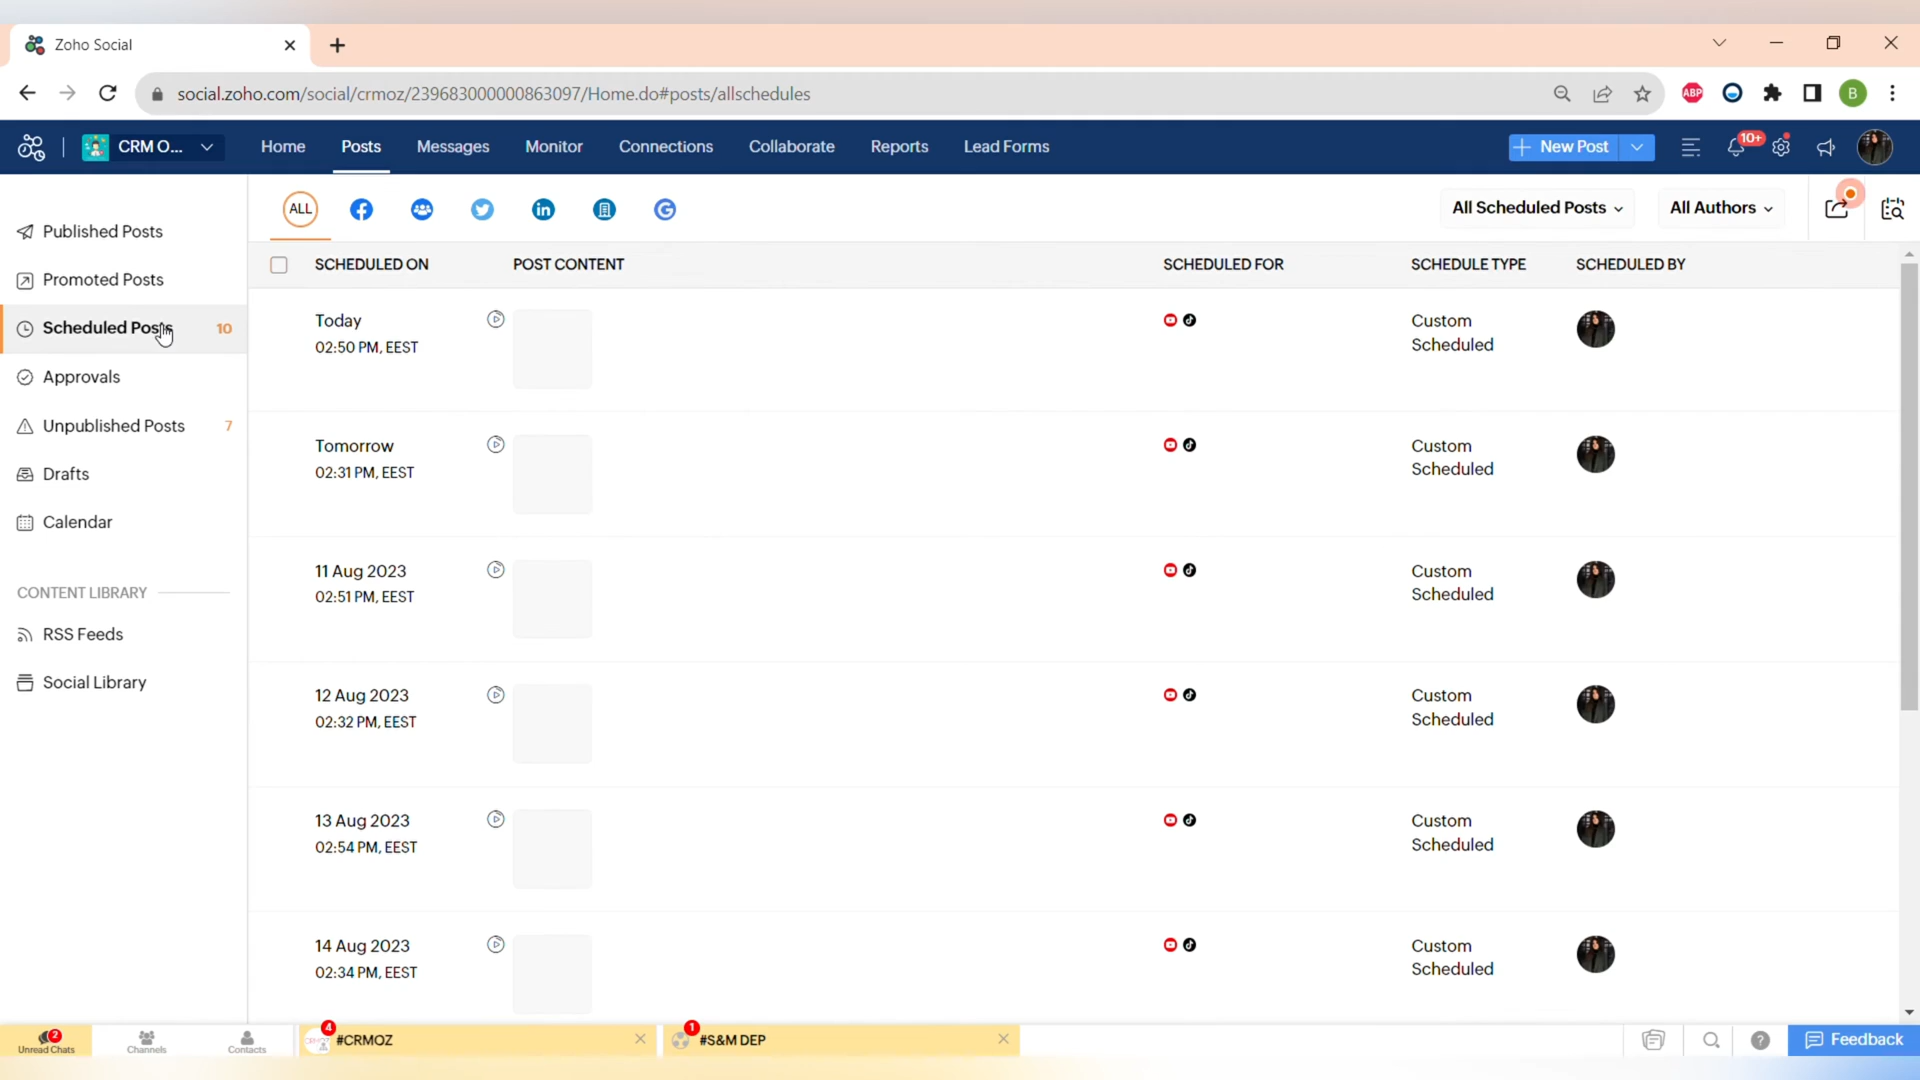 Zoho Social
social.zoho.com/social/crmoz/239683000000863097/Home.do#posts/allschedules
ABP
B
CRM O...
Home
Posts
Messages
Monitor
Connections
Collaborate
Reports
Lead Forms
New Post
10+
Published Posts
Promoted Posts
Scheduled Posts
10
Approvals
Unpublished Posts
7
Drafts
Calendar
CONTENT LIBRARY
RSS Feeds
Social Library
ALL
All Scheduled Posts
All Authors
SCHEDULED ON
POST CONTENT
SCHEDULED FOR
SCHEDULE TYPE
SCHEDULED BY
Today
02:50 PM, EEST
Custom
Scheduled
Tomorrow
02:31 PM, EEST
Custom
Scheduled
11 Aug 2023
02:51 PM, EEST
Custom
Scheduled
12 Aug 2023
02:32 PM, EEST
Custom
Scheduled
13 Aug 2023
02:54 PM, EEST
Custom
Scheduled
14 Aug 2023
02:34 PM, EEST
Custom
Scheduled
2
Unread Chats
Channels
Contacts
4
CRMOZ
#CRMOZ
1
#S&M DEP
Feedback